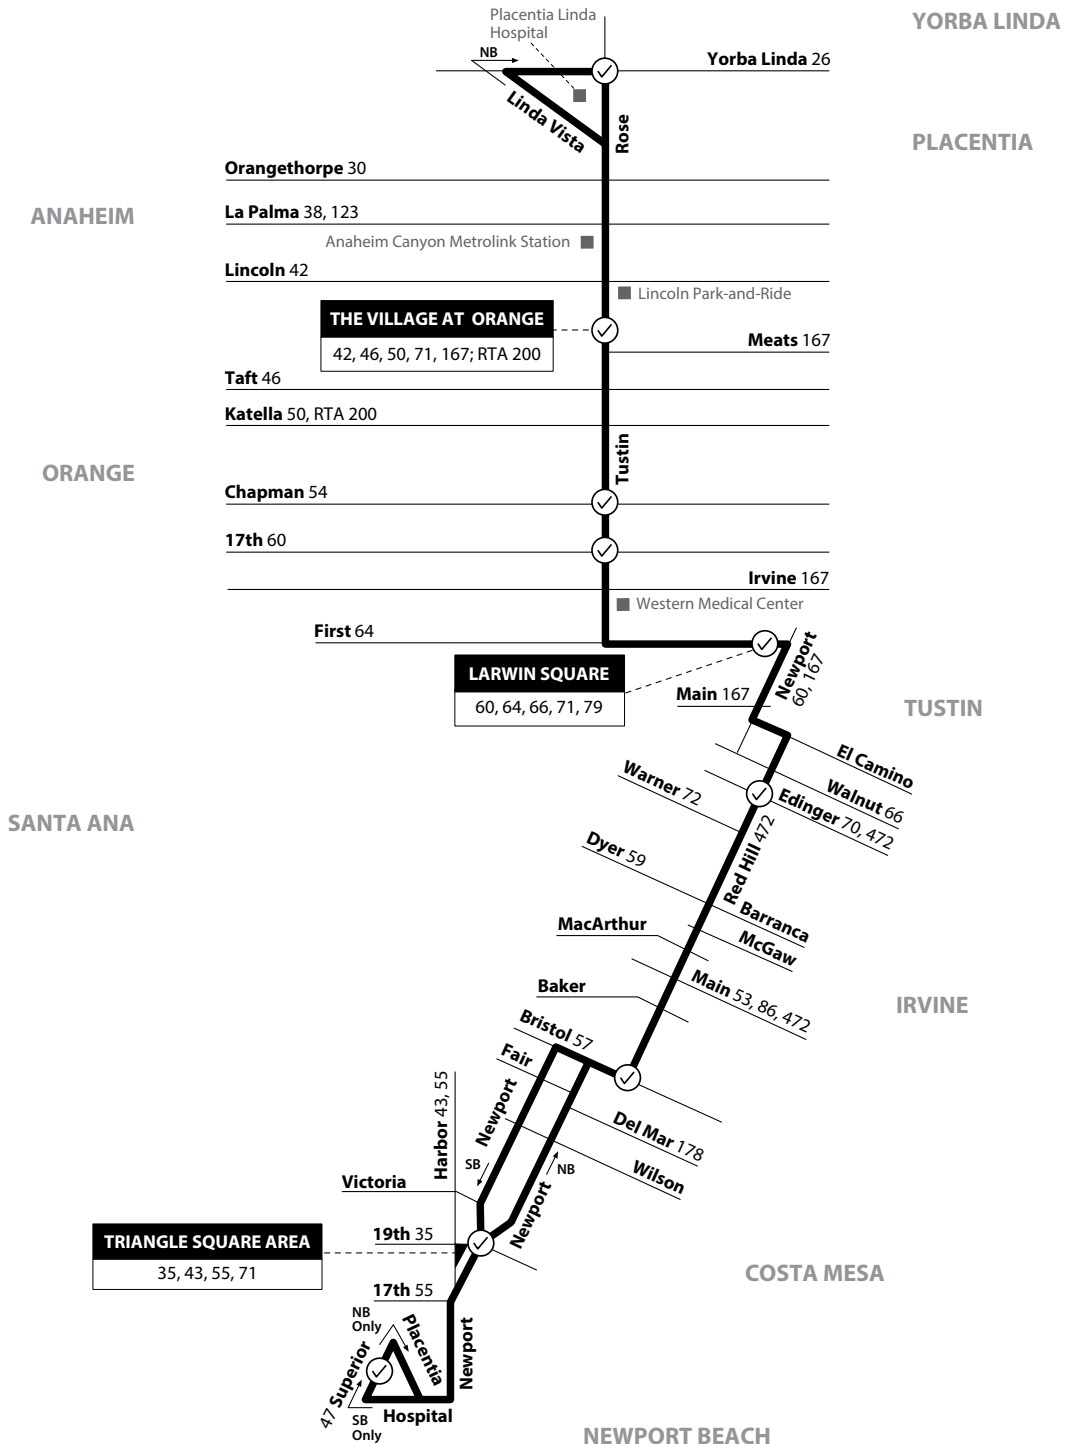 Placentia Linda
Hospital
YORBA LINDA
NB
Yorba Linda 26
Linda Vista
Rose
PLACENTIA
Orangethorpe 30
ANAHEIM
La Palma 38, 123
Anaheim Canyon Metrolink Station
Lincoln 42
Lincoln Park-and-Ride
THE VILLAGE AT ORANGE
42, 46, 50, 71, 167; RTA 200
Meats 167
Taft 46
Katella 50, RTA 200
Tustin
ORANGE
Chapman 54
17th 60
Irvine 167
Western Medical Center
First 64
Newport
60, 167
LARWIN SQUARE
60, 64, 66, 71, 79
Main 167
TUSTIN
El Camino
Walnut 66
Edinger 70, 472
Warner 72
SANTA ANA
Red Hill 472
Dyer 59
Barranca
McGaw
MacArthur
Main 53, 86, 472
Baker
IRVINE
Bristol 57
Fair
Newport
Harbor 43, 55
Del Mar 178
Wilson
SB
NB
Newport
Victoria
19th 35
TRIANGLE SQUARE AREA
35, 43, 55, 71
COSTA MESA
17th 55
NB
Only
Placentia
Newport
47 Superior
SB
Only
Hospital
NEWPORT BEACH